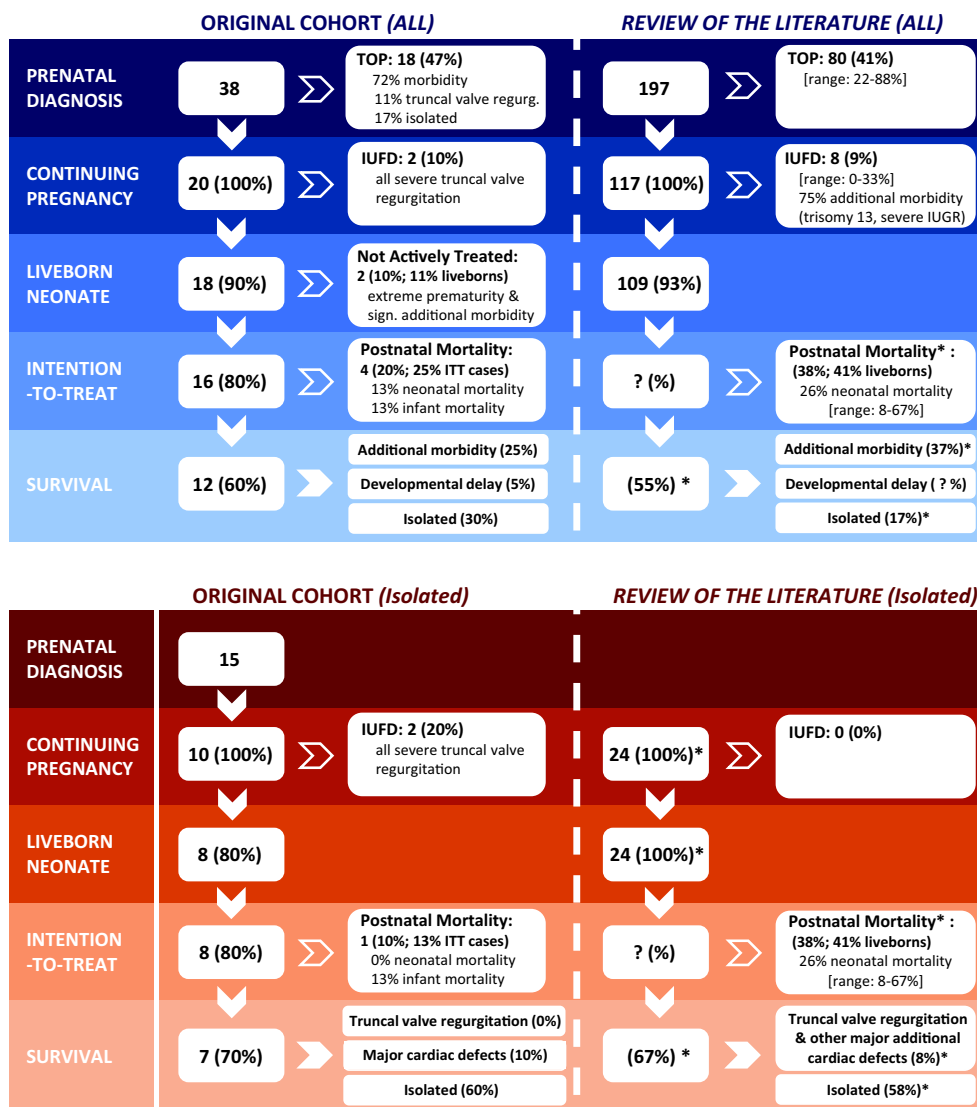 ORIGINAL COHORT (ALL)
REVIEW OF THE LITERATURE (ALL)
PRENATAL
DIAGNOSIS
38
TOP: 18 (47%)
72% morbidity
11% truncal valve regurg.
17% isolated
197
TOP: 80 (41%)
[range: 22-88%]
CONTINUING
PREGNANCY
20 (100%)
IUFD: 2 (10%)
all severe truncal valve
regurgitation
117 (100%)
IUFD: 8 (9%)
[range: 0-33%]
75% additional morbidity
(trisomy 13, severe IUGR)
LIVEBORN
NEONATE
18 (90%)
Not Actively Treated:
2 (10%; 11% liveborns)
extreme prematurity &
sign. additional morbidity
109 (93%)
INTENTION
-TO-TREAT
16 (80%)
Postnatal Mortality:
4 (20%; 25% ITT cases)
13% neonatal mortality
13% infant mortality
? (%)
Postnatal Mortality* :
(38%; 41% liveborns)
26% neonatal mortality
[range: 8-67%]
SURVIVAL
12 (60%)
Additional morbidity (25%)
Developmental delay (5%)
Isolated (30%)
(55%) *
Additional morbidity (37%)*
Developmental delay ( ? %)
Isolated (17%)*
ORIGINAL COHORT (Isolated)
REVIEW OF THE LITERATURE (Isolated)
PRENATAL
DIAGNOSIS
15
CONTINUING
PREGNANCY
10 (100%)
IUFD: 2 (20%)
all severe truncal valve
regurgitation
24 (100%)*
IUFD: 0 (0%)
LIVEBORN
NEONATE
8 (80%)
24 (100%)*
INTENTION
-TO-TREAT
8 (80%)
Postnatal Mortality:
1 (10%; 13% ITT cases)
0% neonatal mortality
13% infant mortality
? (%)
Postnatal Mortality* :
(38%; 41% liveborns)
26% neonatal mortality
[range: 8-67%]
SURVIVAL
7 (70%)
Truncal valve regurgitation (0%)
Major cardiac defects (10%)
Isolated (60%)
(67%) *
Truncal valve regurgitation
& other major additional
cardiac defects (8%)*
Isolated (58%)*